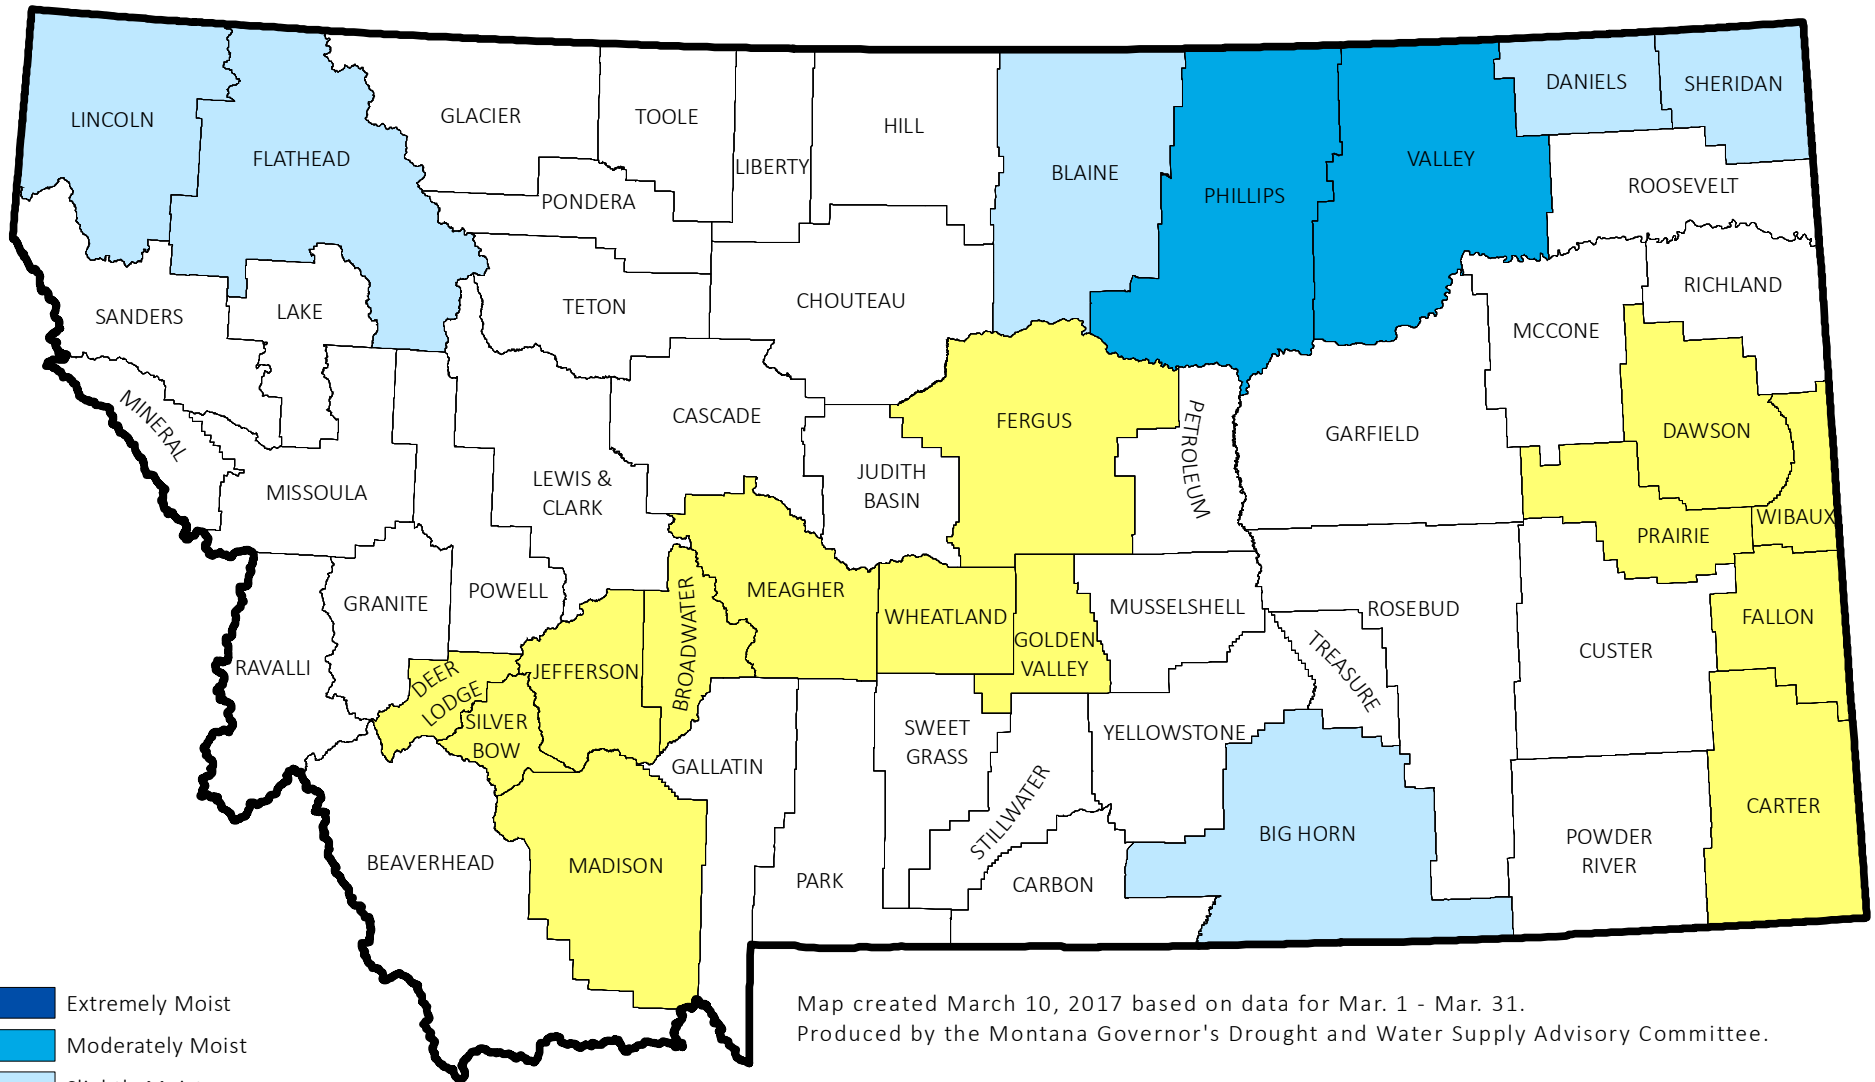 LINCOLN
FLATHEAD
GLACIER
TOOLE
LIBERTY
HILL
BLAINE
PHILLIPS
VALLEY
DANIELS
SHERIDAN
ROOSEVELT
PONDERA
TETON
CHOUTEAU
RICHLAND
MCCONE
SANDERS
LAKE
MINERAL
MISSOULA
LEWIS &
CLARK
CASCADE
JUDITH
BASIN
FERGUS
PETROLEUM
GARFIELD
DAWSON
WIBAUX
PRAIRIE
RAVALLI
GRANITE
POWELL
DEER
LODGE
SILVER
BOW
JEFFERSON
BROADWATER
MEAGHER
WHEATLAND
GOLDEN
VALLEY
MUSSELSHELL
ROSEBUD
TREASURE
CUSTER
FALLON
BEAVERHEAD
MADISON
GALLATIN
PARK
SWEET
GRASS
STILLWATER
CARBON
YELLOWSTONE
BIG HORN
POWDER
RIVER
CARTER
Extremely Moist
Moderately Moist
Map created March 10, 2017 based on data for Mar. 1 - Mar. 31.
Produced by the Montana Governor's Drought and Water Supply Advisory Committee.